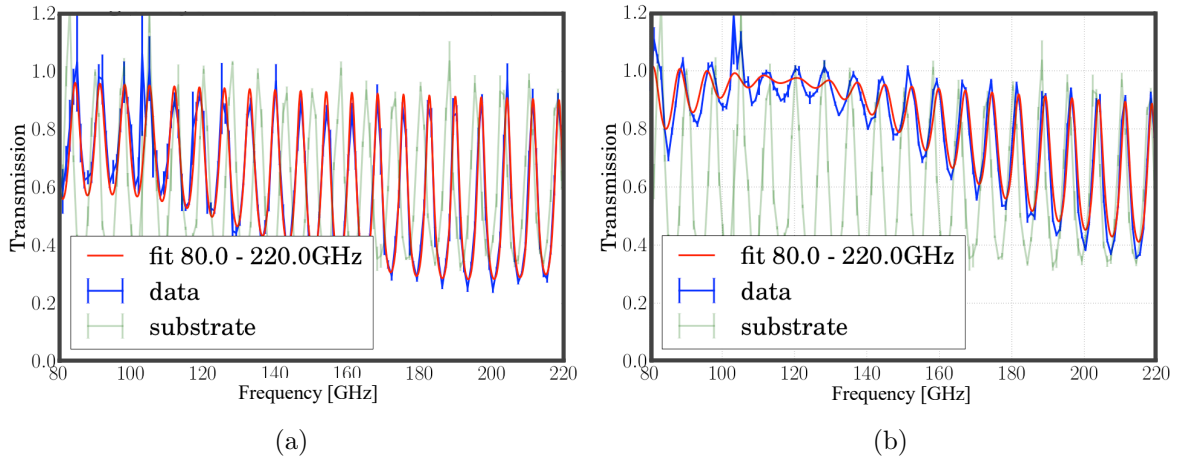 1.2
1.0
0.8
0.6
0.4
0.2
0.0
Transmission
fit 80.0 - 220.0GHz
data
substrate
80 100 120 140 160 180 200 220
Frequency [GHz]
(a)
1.2
1.0
0.8
0.6
0.4
0.2
0.0
Transmission
fit 80.0 - 220.0GHz
data
substrate
80 100 120 140 160 180 200 220
Frequency [GHz]
(b)